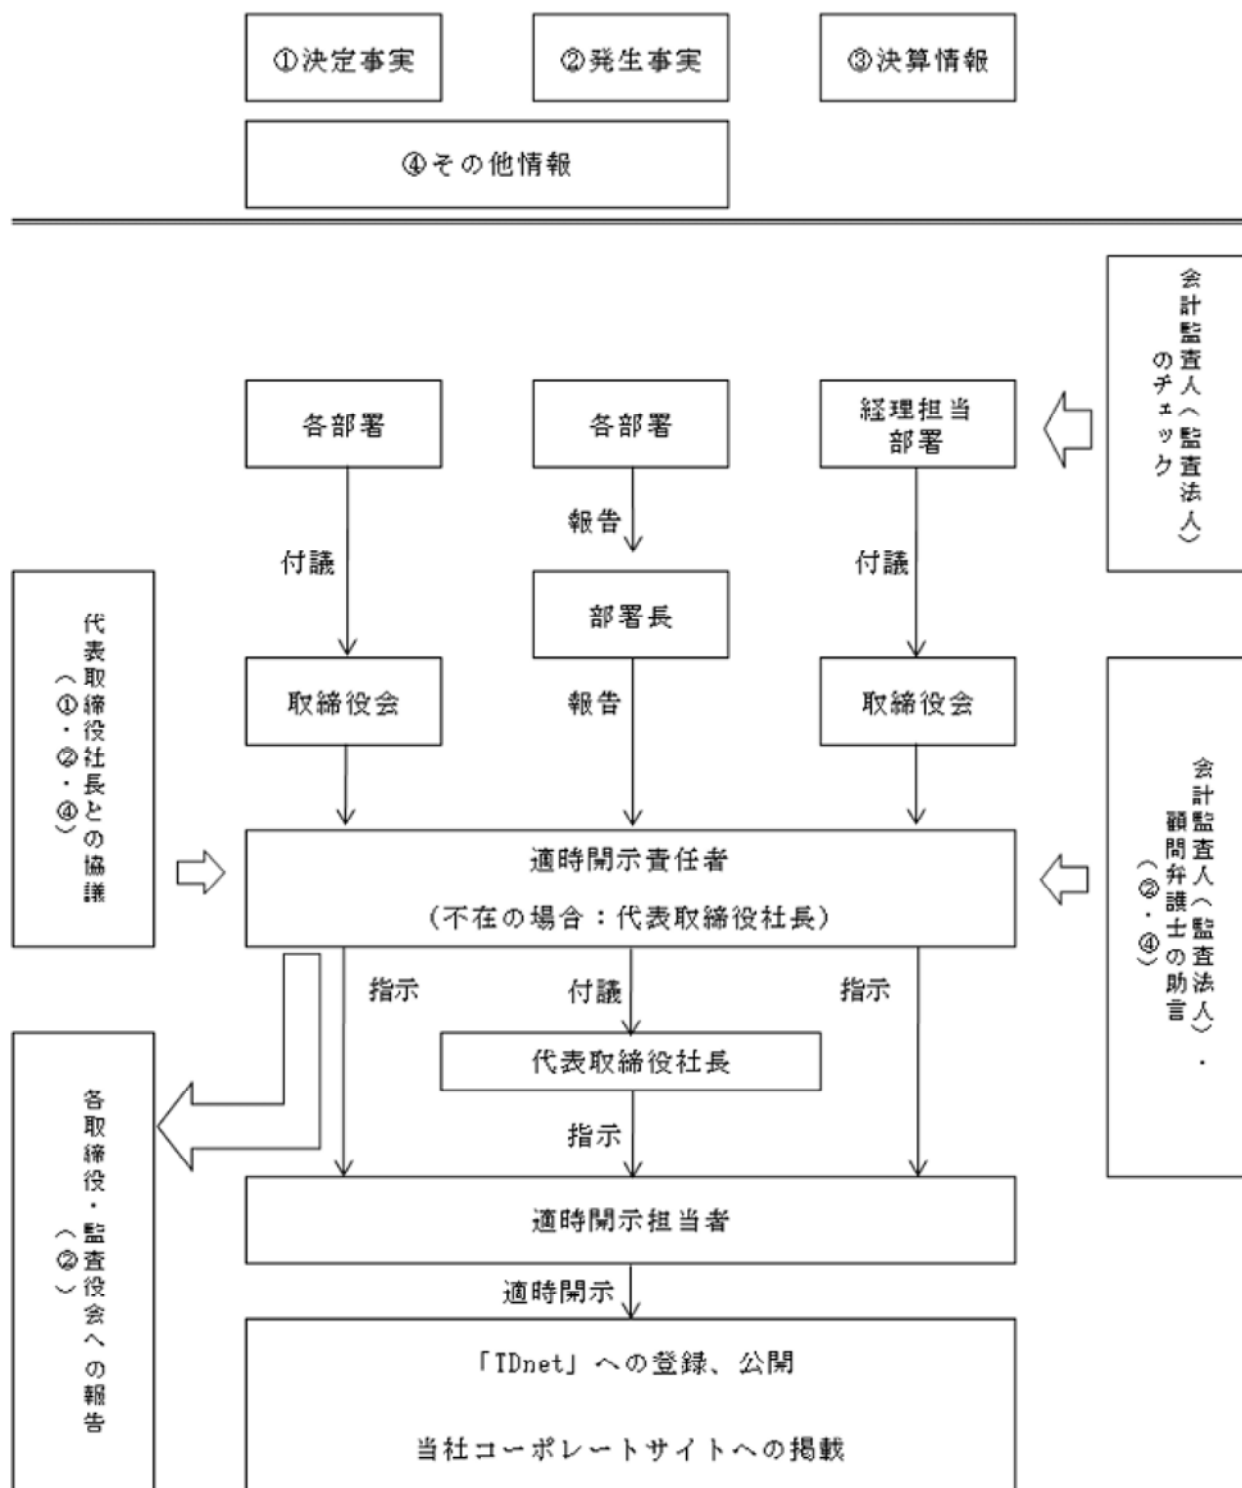 ①決定事実
②発生事実
③決算情報
④その他情報
会計監査人（監査法人）
のチェック
各部署
各部署
経理担当
部署
報告
付議
付議
部署長
代表取締役社長との協議
（①・②・④）
取締役会
報告
取締役会
会計監査人（監査法人）・
顧問弁護士の助言
（②・④）
適時開示責任者
（不在の場合：代表取締役社長）
指示
付議
指示
代表取締役社長
各取締役・監査役会への報告
（②）
指示
適時開示担当者
適時開示
「TDnet」への登録、公開
当社コーポレートサイトへの掲載